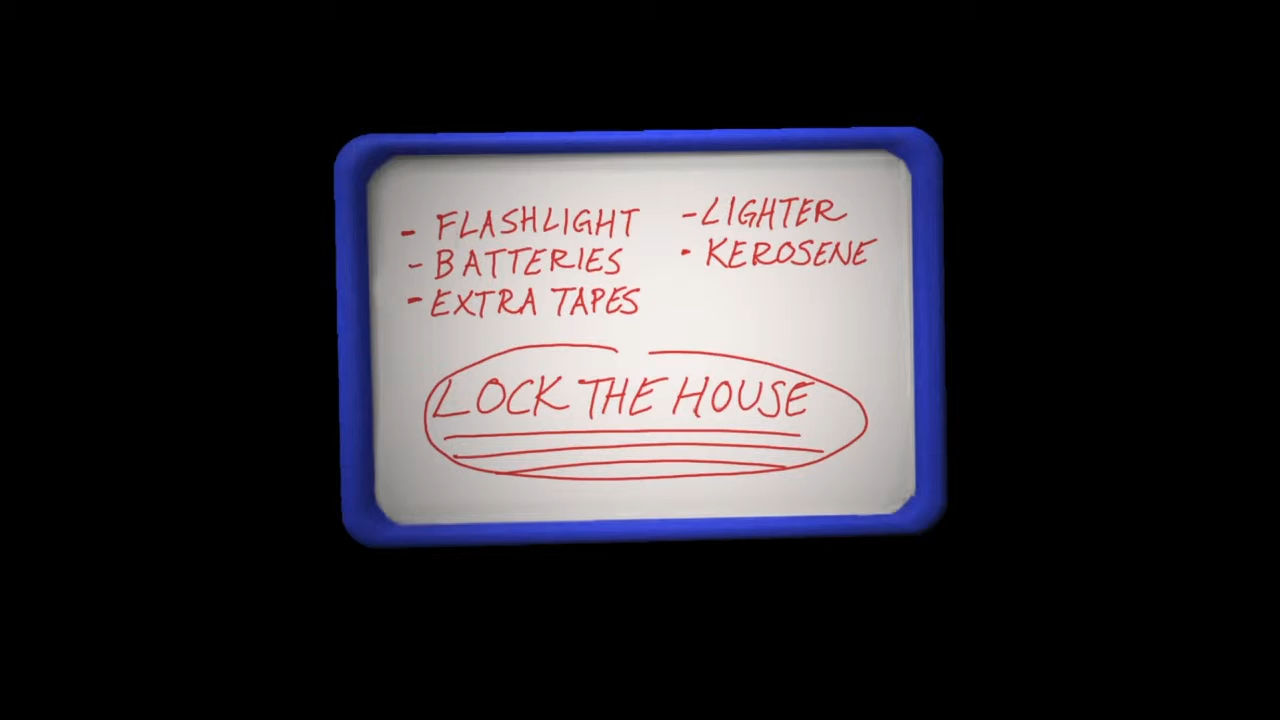 - FLASHLIGHT
- BATTERIES
- EXTRA TAPES
- LIGHTER
- KEROSENE
LOCK THE HOUSE